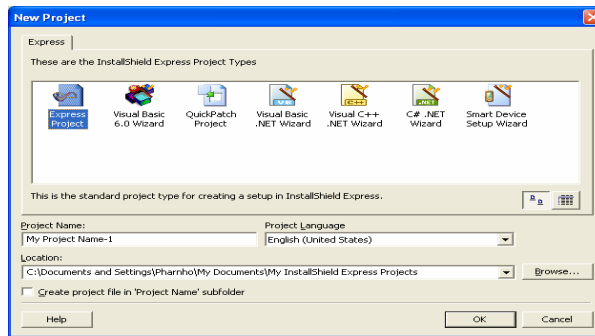 New Project
Express
These are the InstallShield Express Project Types
Express Project
Visual Basic 6.0 Wizard
QuickPatch Project
Visual Basic .NET Wizard
Visual C++ .NET Wizard
C# .NET Wizard
Smart Device Setup Wizard
This is the standard project type for creating a setup in InstallShield Express.
Project Name:
Project Language
My Project Name-1
English (United States)
Location:
C:\Documents and Settings\Pharnho\My Documents\My InstallShield Express Projects
Browse...
Create project file in 'Project Name' subfolder
Help
OK
Cancel